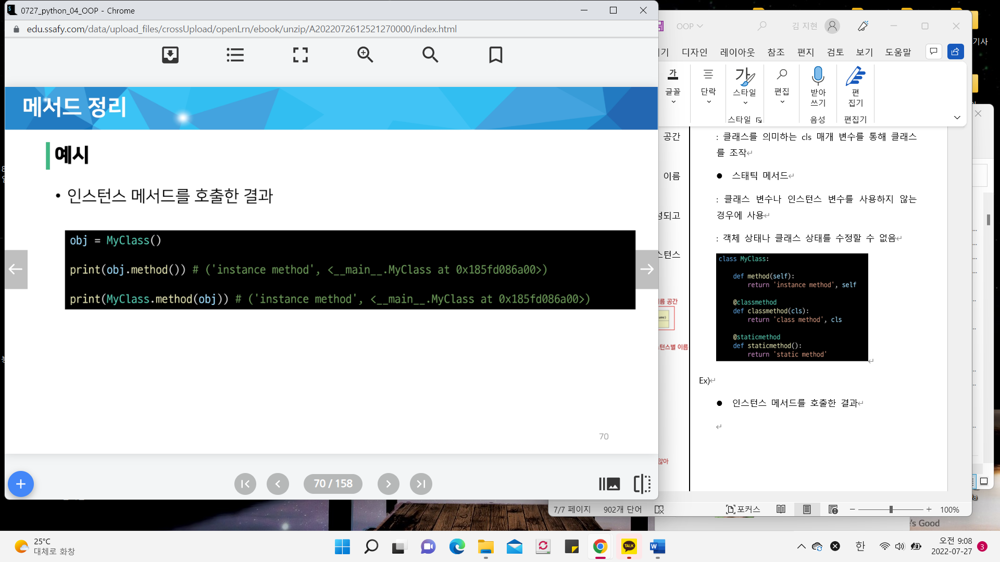 0727_python_04_OOP - Chrome
edu.ssafy.com/data/upload_files/crossUpload/openLrn/ebook/unzip/A2022072612521270000/index.html
메서드 정리
예시
• 인스턴스 메서드를 호출한 결과
obj = MyClass()
print(obj.method()) # ('instance method', <__main__.MyClass at 0x185fd086a00>)
print(MyClass.method(obj)) # ('instance method', <__main__.MyClass at 0x185fd086a00>)
70
70 / 158
OOP
김 지현
디자인 레이아웃 참조 편지 검토 보기 도움말
글꼴
단락
스타일
편집
받아
쓰기
편
집기
스타일
음성
편집기
공간
이름
성되고
스턴스
이름 공간
턴스별 이름
않아
: 클래스를 의미하는 cls 매개 변수를 통해 클래스
를 조작
● 스태틱 메서드
: 클래스 변수나 인스턴스 변수를 사용하지 않는
경우에 사용
: 객체 상태나 클래스 상태를 수정할 수 없음
class MyClass:
def method(self):
return 'instance method', self
@classmethod
def classmethod(cls):
return 'class method', cls
@staticmethod
def staticmethod():
return 'static method'
Ex)
● 인스턴스 메서드를 호출한 결과
7/7 페이지 902개 단어
포커스
100%
기사
's Good
25°C
대체로 화창
TALK
한
오전 9:08
2022-07-27
3